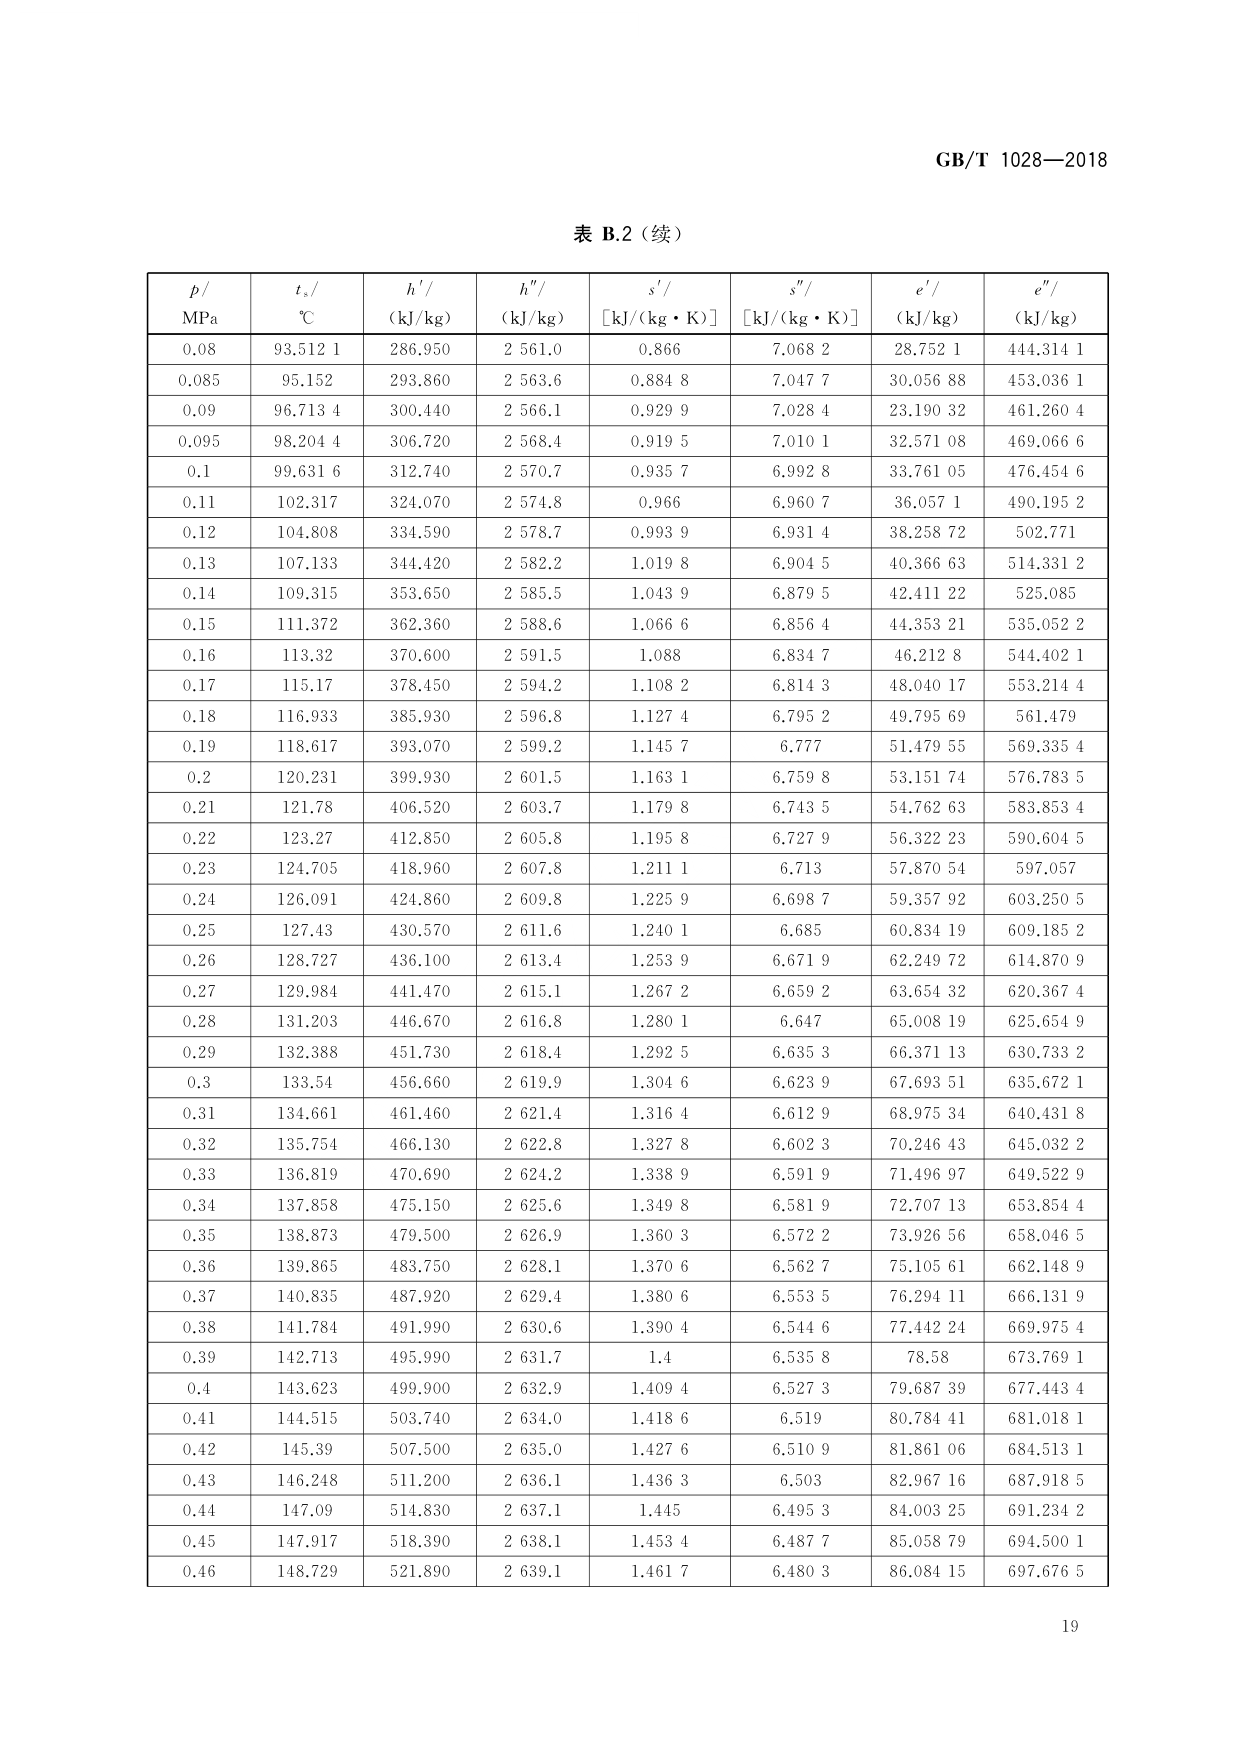 GB/T 1028—2018
表 B.2（续）
p/ t_s/ h′/ h″/ s′/ s″/ e′/ e″/
MPa ℃ (kJ/kg) (kJ/kg) [kJ/(kg·K)] [kJ/(kg·K)] (kJ/kg) (kJ/kg)
0.08 93.512 1 286.950 2 561.0 0.866 7.068 2 28.752 1 444.314 1
0.085 95.152 293.860 2 563.6 0.884 8 7.047 7 30.056 88 453.036 1
0.09 96.713 4 300.440 2 566.1 0.929 9 7.028 4 23.190 32 461.260 4
0.095 98.204 4 306.720 2 568.4 0.919 5 7.010 1 32.571 08 469.066 6
0.1 99.631 6 312.740 2 570.7 0.935 7 6.992 8 33.761 05 476.454 6
0.11 102.317 324.070 2 574.8 0.966 6.960 7 36.057 1 490.195 2
0.12 104.808 334.590 2 578.7 0.993 9 6.931 4 38.258 72 502.771
0.13 107.133 344.420 2 582.2 1.019 8 6.904 5 40.366 63 514.331 2
0.14 109.315 353.650 2 585.5 1.043 9 6.879 5 42.411 22 525.085
0.15 111.372 362.360 2 588.6 1.066 6 6.856 4 44.353 21 535.052 2
0.16 113.32 370.600 2 591.5 1.088 6.834 7 46.212 8 544.402 1
0.17 115.17 378.450 2 594.2 1.108 2 6.814 3 48.040 17 553.214 4
0.18 116.933 385.930 2 596.8 1.127 4 6.795 2 49.795 69 561.479
0.19 118.617 393.070 2 599.2 1.145 7 6.777 51.479 55 569.335 4
0.2 120.231 399.930 2 601.5 1.163 1 6.759 8 53.151 74 576.783 5
0.21 121.78 406.520 2 603.7 1.179 8 6.743 5 54.762 63 583.853 4
0.22 123.27 412.850 2 605.8 1.195 8 6.727 9 56.322 23 590.604 5
0.23 124.705 418.960 2 607.8 1.211 1 6.713 57.870 54 597.057
0.24 126.091 424.860 2 609.8 1.225 9 6.698 7 59.357 92 603.250 5
0.25 127.43 430.570 2 611.6 1.240 1 6.685 60.834 19 609.185 2
0.26 128.727 436.100 2 613.4 1.253 9 6.671 9 62.249 72 614.870 9
0.27 129.984 441.470 2 615.1 1.267 2 6.659 2 63.654 32 620.367 4
0.28 131.203 446.670 2 616.8 1.280 1 6.647 65.008 19 625.654 9
0.29 132.388 451.730 2 618.4 1.292 5 6.635 3 66.371 13 630.733 2
0.3 133.54 456.660 2 619.9 1.304 6 6.623 9 67.693 51 635.672 1
0.31 134.661 461.460 2 621.4 1.316 4 6.612 9 68.975 34 640.431 8
0.32 135.754 466.130 2 622.8 1.327 8 6.602 3 70.246 43 645.032 2
0.33 136.819 470.690 2 624.2 1.338 9 6.591 9 71.496 97 649.522 9
0.34 137.858 475.150 2 625.6 1.349 8 6.581 9 72.707 13 653.854 4
0.35 138.873 479.500 2 626.9 1.360 3 6.572 2 73.926 56 658.046 5
0.36 139.865 483.750 2 628.1 1.370 6 6.562 7 75.105 61 662.148 9
0.37 140.835 487.920 2 629.4 1.380 6 6.553 5 76.294 11 666.131 9
0.38 141.784 491.990 2 630.6 1.390 4 6.544 6 77.442 24 669.975 4
0.39 142.713 495.990 2 631.7 1.4 6.535 8 78.58 673.769 1
0.4 143.623 499.900 2 632.9 1.409 4 6.527 3 79.687 39 677.443 4
0.41 144.515 503.740 2 634.0 1.418 6 6.519 80.784 41 681.018 1
0.42 145.39 507.500 2 635.0 1.427 6 6.510 9 81.861 06 684.513 1
0.43 146.248 511.200 2 636.1 1.436 3 6.503 82.967 16 687.918 5
0.44 147.09 514.830 2 637.1 1.445 6.495 3 84.003 25 691.234 2
0.45 147.917 518.390 2 638.1 1.453 4 6.487 7 85.058 79 694.500 1
0.46 148.729 521.890 2 639.1 1.461 7 6.480 3 86.084 15 697.676 5
19